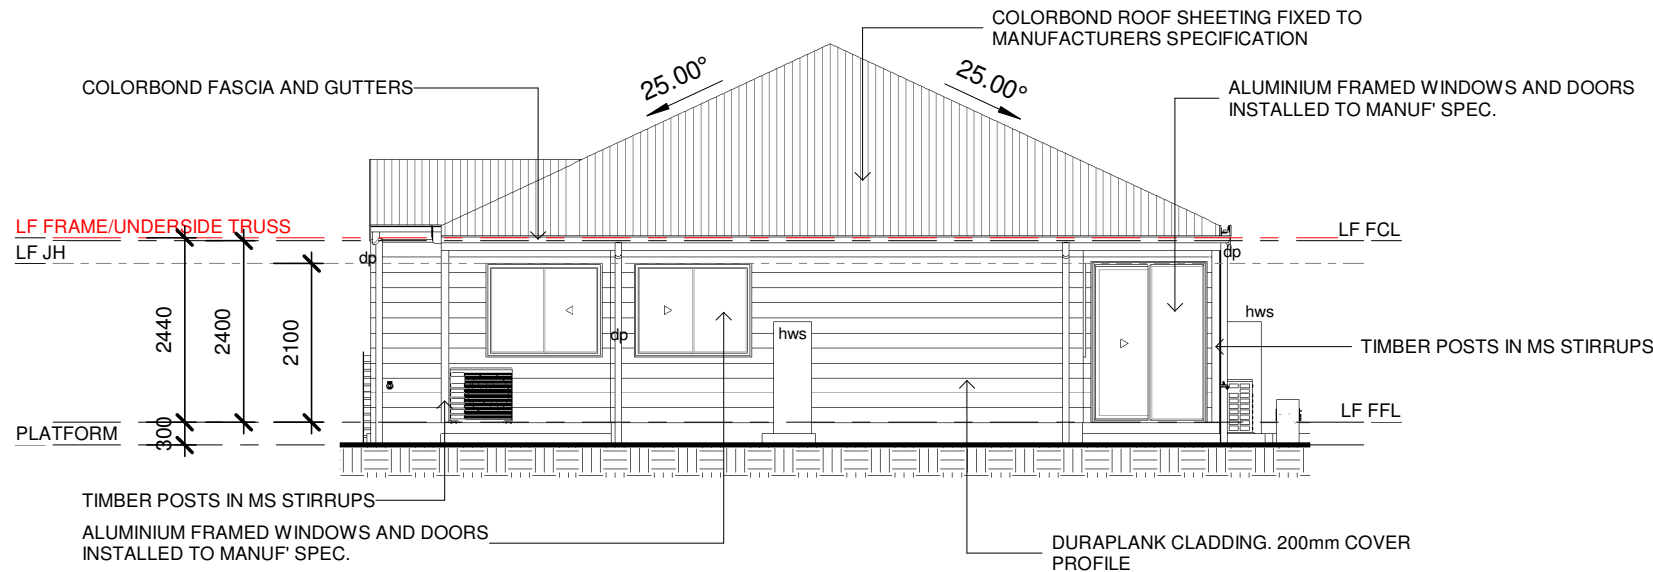 COLORBOND ROOF SHEETING FIXED TO
MANUFACTURERS SPECIFICATION
COLORBOND FASCIA AND GUTTERS
25.00°
25.00°
ALUMINIUM FRAMED WINDOWS AND DOORS
INSTALLED TO MANUF' SPEC.
LF FRAME/UNDERSIDE TRUSS
LF FCL
LF JH
dp
dp
2440
2400
2100
dp
hws
hws
TIMBER POSTS IN MS STIRRUPS
LF FFL
PLATFORM
300
TIMBER POSTS IN MS STIRRUPS
ALUMINIUM FRAMED WINDOWS AND DOORS
INSTALLED TO MANUF' SPEC.
DURAPLANK CLADDING. 200mm COVER
PROFILE